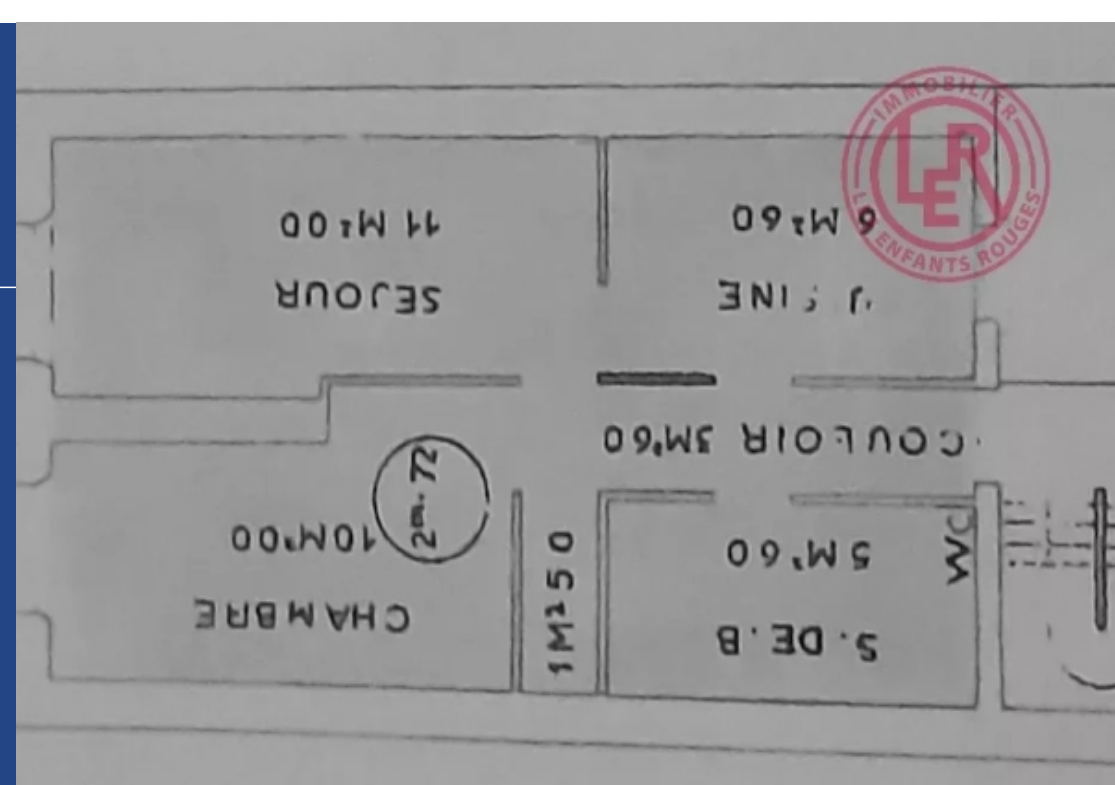 S.DE.B
5M²60
WC
1M²50
CHAMBRE
10M²00
2m.72
COULOIR 3M²60
6 M²60
SEJOUR
11 M²00
IMMOBILIER
LER
LES ENFANTS ROUGES